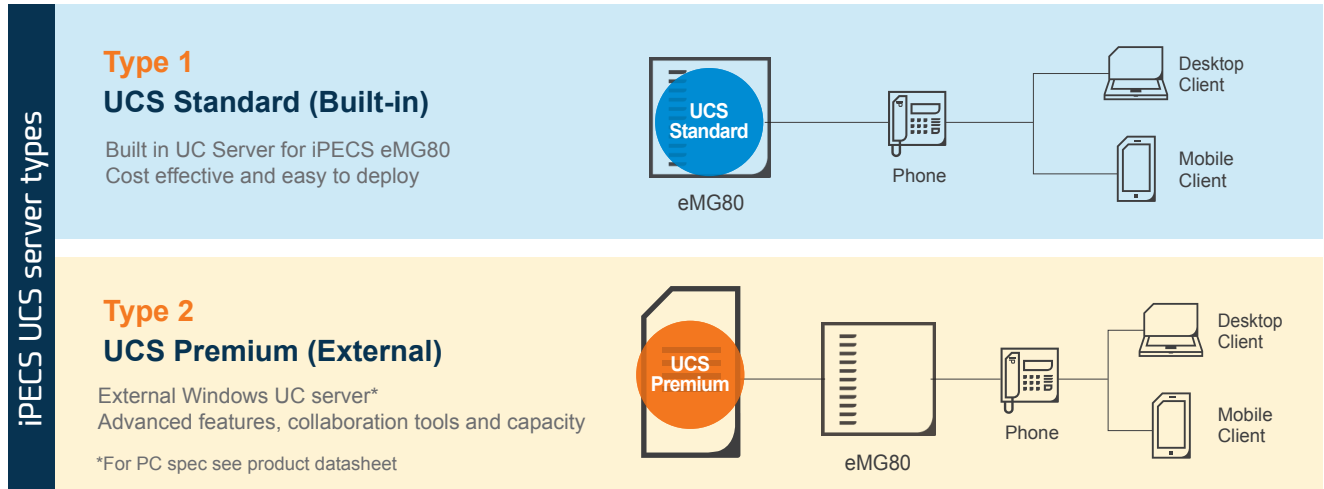 iPECS UCS server types
Type 1
UCS Standard (Built-in)
Built in UC Server for iPECS eMG80
Cost effective and easy to deploy
UCS
Standard
eMG80
Phone
Desktop
Client
Mobile
Client
Type 2
UCS Premium (External)
External Windows UC server*
Advanced features, collaboration tools and capacity
*For PC spec see product datasheet
UCS
Premium
eMG80
Phone
Desktop
Client
Mobile
Client